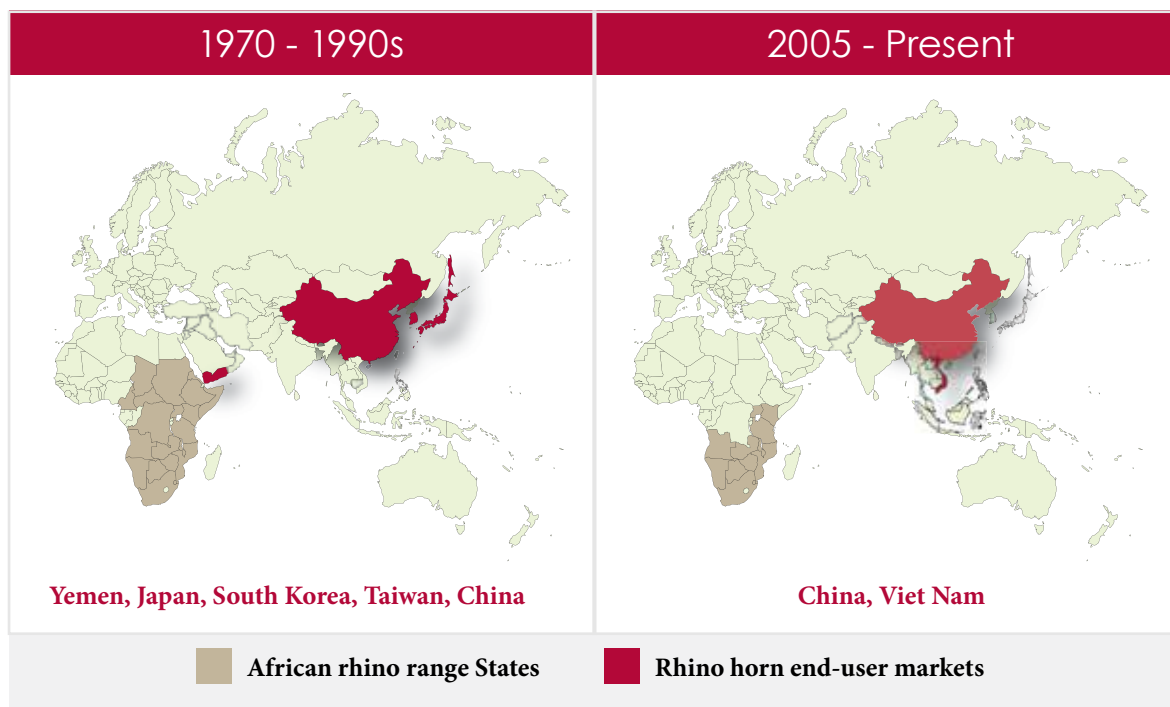 1970 - 1990s
2005 - Present
Yemen, Japan, South Korea, Taiwan, China
China, Viet Nam
African rhino range States
Rhino horn end-user markets